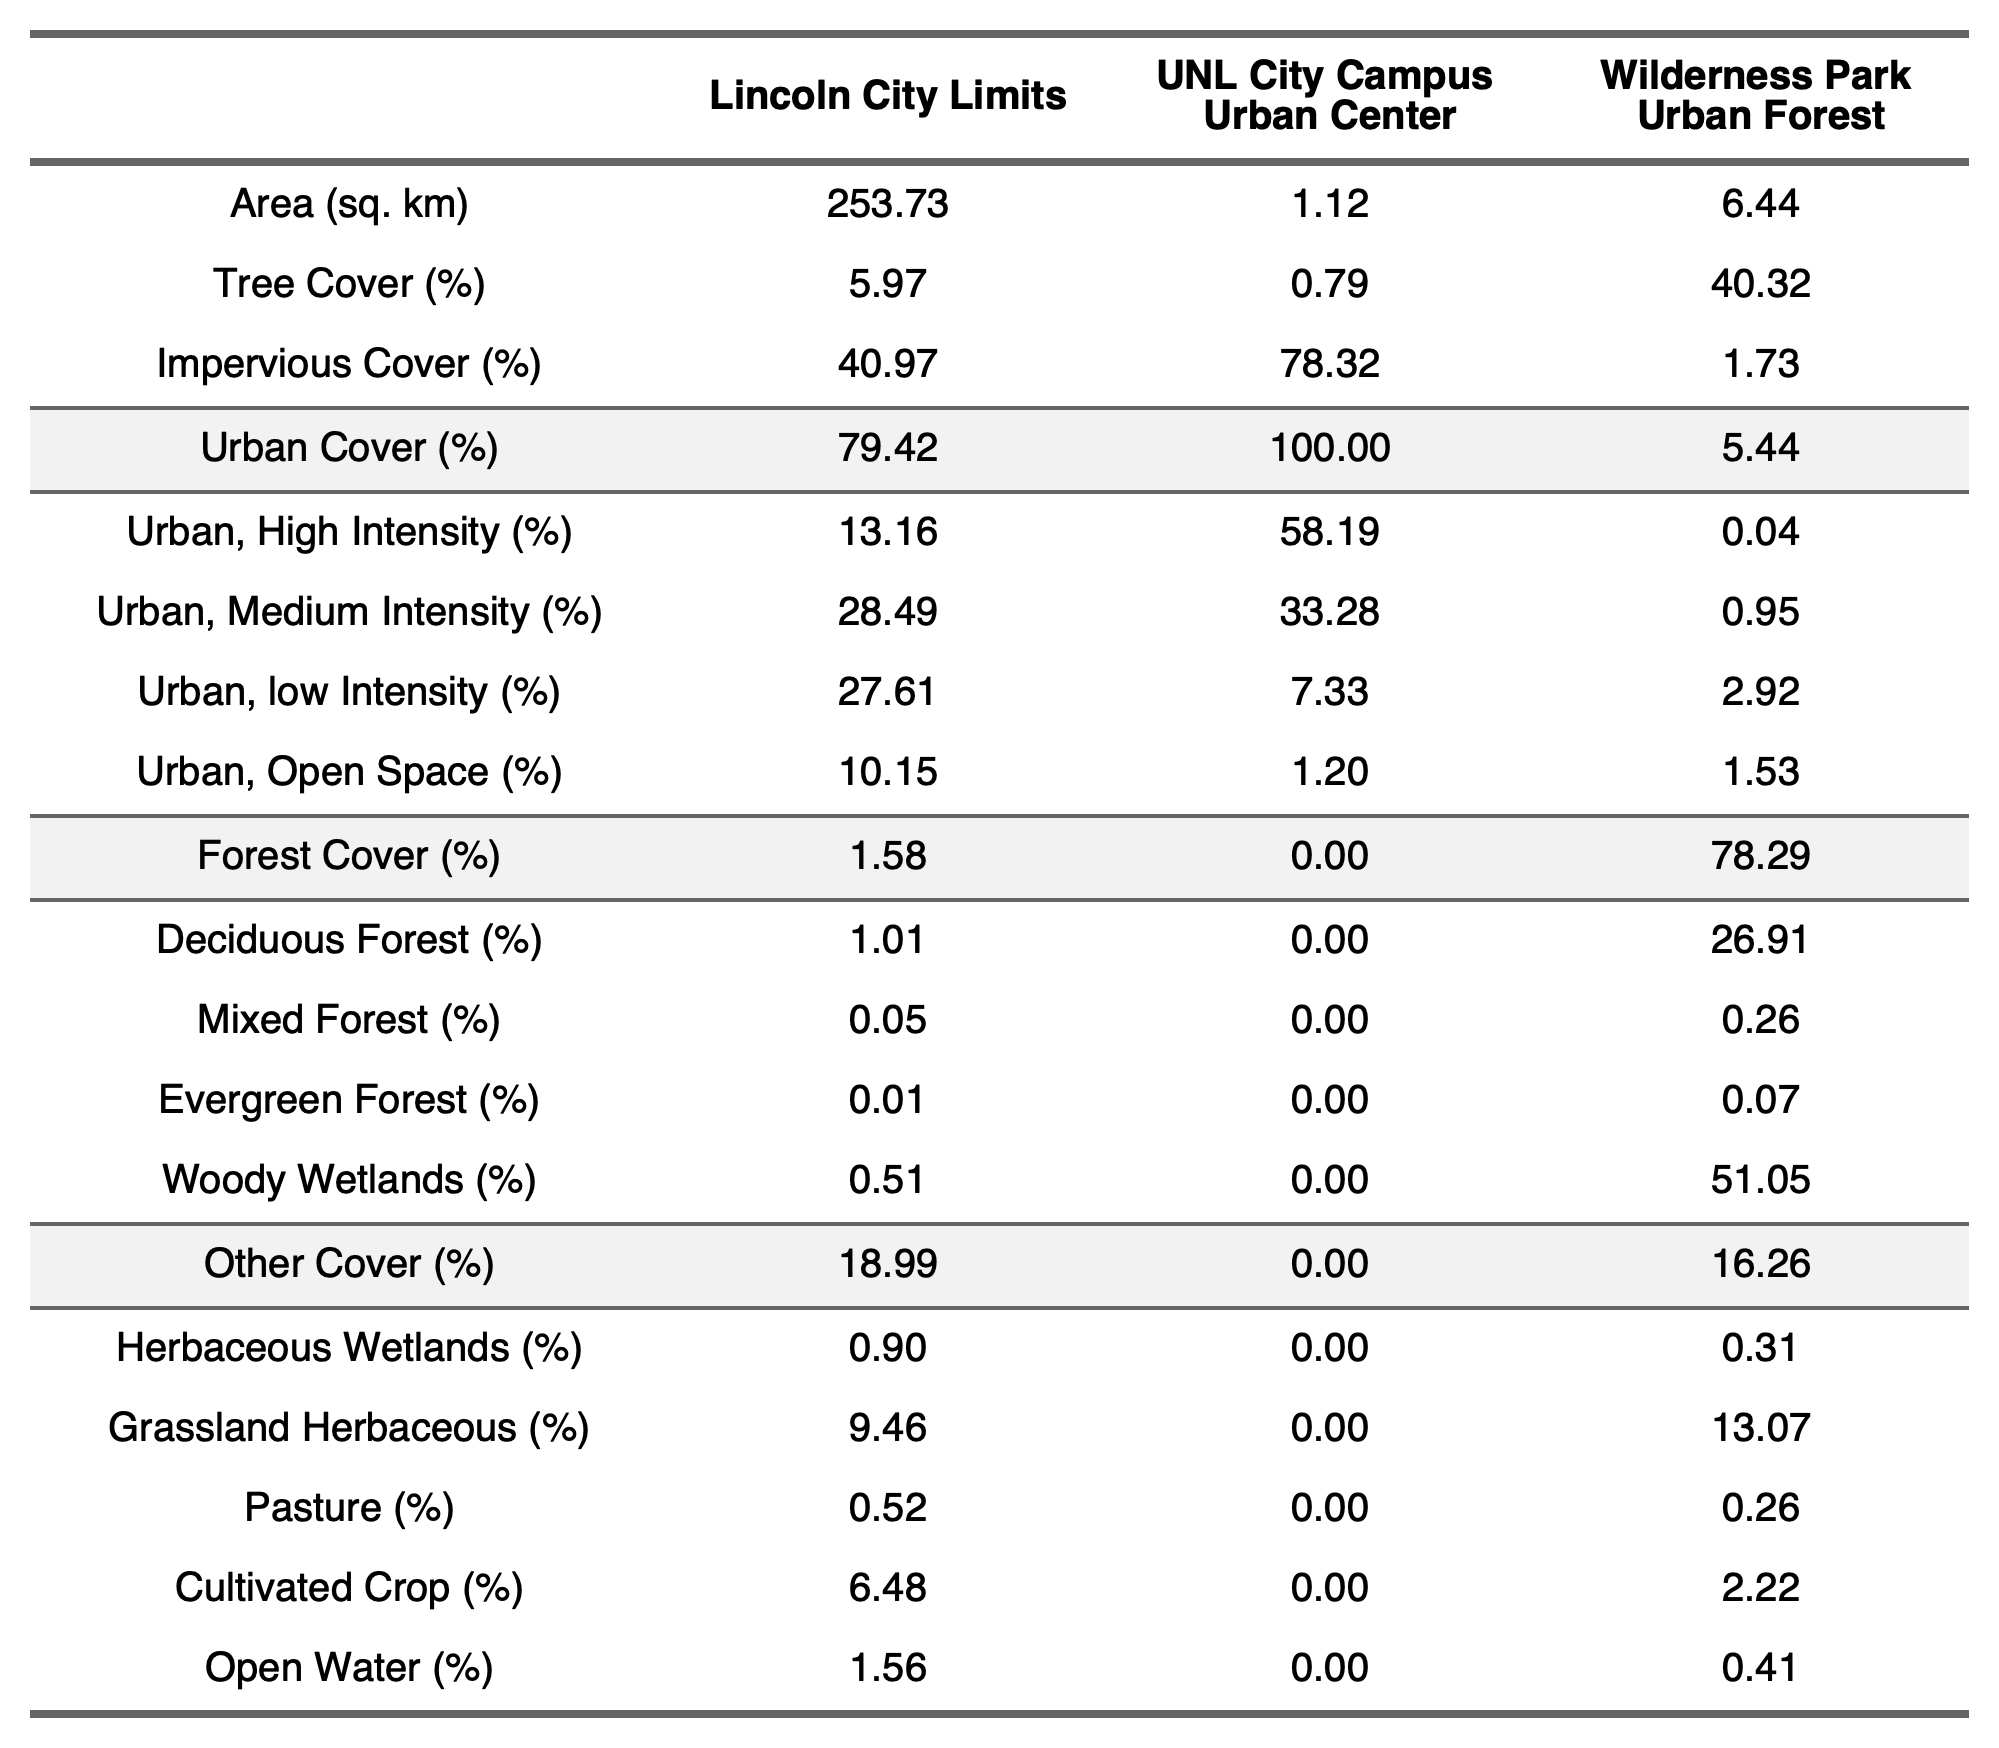 Lincoln City Limits UNL City Campus Urban Center Wilderness Park Urban Forest
Area (sq. km) 253.73 1.12 6.44
Tree Cover (%) 5.97 0.79 40.32
Impervious Cover (%) 40.97 78.32 1.73
Urban Cover (%) 79.42 100.00 5.44
Urban, High Intensity (%) 13.16 58.19 0.04
Urban, Medium Intensity (%) 28.49 33.28 0.95
Urban, low Intensity (%) 27.61 7.33 2.92
Urban, Open Space (%) 10.15 1.20 1.53
Forest Cover (%) 1.58 0.00 78.29
Deciduous Forest (%) 1.01 0.00 26.91
Mixed Forest (%) 0.05 0.00 0.26
Evergreen Forest (%) 0.01 0.00 0.07
Woody Wetlands (%) 0.51 0.00 51.05
Other Cover (%) 18.99 0.00 16.26
Herbaceous Wetlands (%) 0.90 0.00 0.31
Grassland Herbaceous (%) 9.46 0.00 13.07
Pasture (%) 0.52 0.00 0.26
Cultivated Crop (%) 6.48 0.00 2.22
Open Water (%) 1.56 0.00 0.41